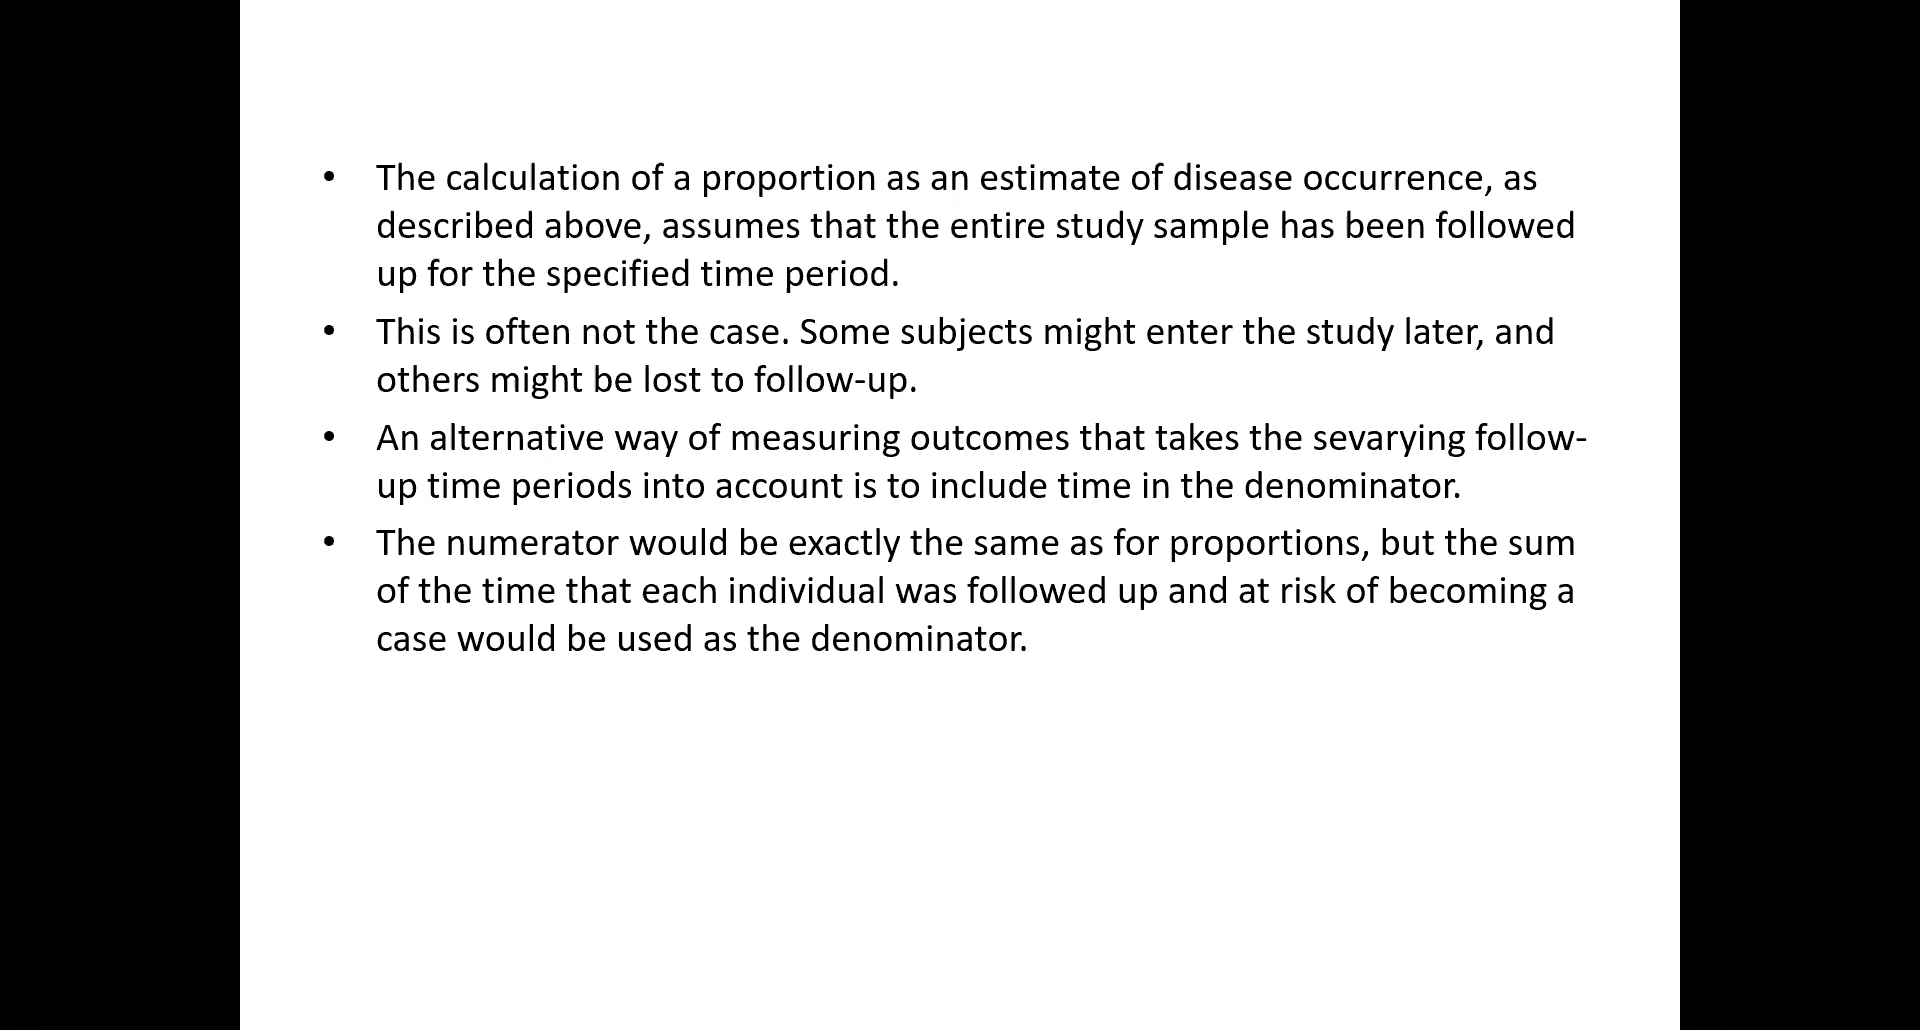 • The calculation of a proportion as an estimate of disease occurrence, as
described above, assumes that the entire study sample has been followed
up for the specified time period.
• This is often not the case. Some subjects might enter the study later, and
others might be lost to follow-up.
• An alternative way of measuring outcomes that takes the sevarying follow-
up time periods into account is to include time in the denominator.
• The numerator would be exactly the same as for proportions, but the sum
of the time that each individual was followed up and at risk of becoming a
case would be used as the denominator.